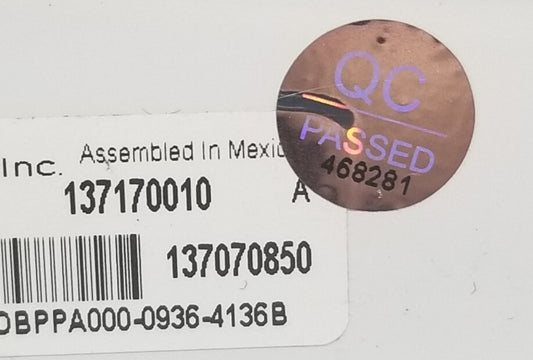 QC
PASSED
468281
Inc. Assembled In Mexic
137170010 A
137070850
DBPPA000-0936-4136B